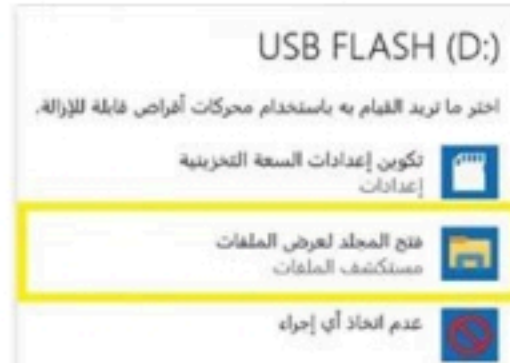 USB FLASH (D:)
اختر ما تريد القيام به باستخدام محركات أقراص قابلة للإزالة.
تكوين إعدادات السعة التخزينية
إعدادات
فتح المجلد لعرض الملفات
مستكشف الملفات
عدم اتخاذ أي إجراء